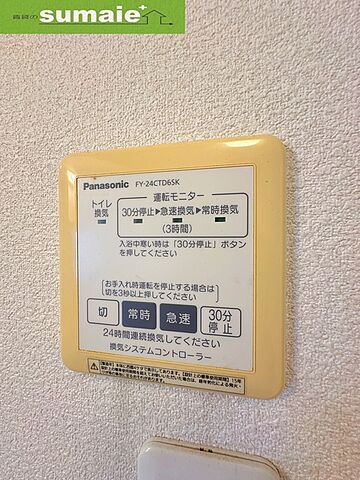 賃貸の sumaie+
Panasonic FY-24CTD6SK
トイレ換気
運転モニター
30分停止▶急速換気▶常時換気
(3時間)
入浴中寒い時は「30分停止」ボタン
を押してください
お手入れ時運転を停止する場合は
切を3秒以上押してください
切 常時 急速 30分停止
24時間連続換気してください
換気システムコントローラー